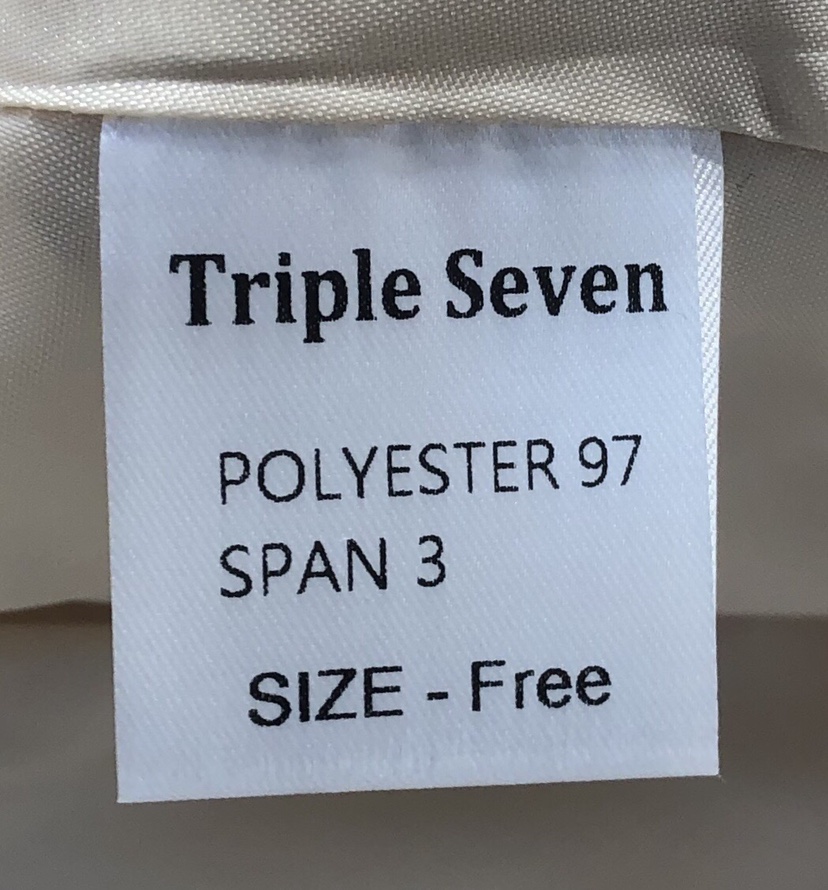 Triple Seven
POLYESTER 97
SPAN 3
SIZE - Free